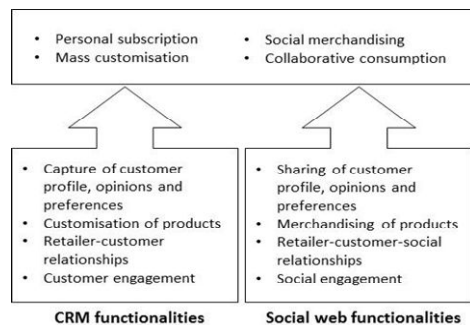 • Personal subscription
• Mass customisation
• Social merchandising
• Collaborative consumption
• Capture of customer
profile, opinions and
preferences
• Customisation of products
• Retailer-customer
relationships
• Customer engagement
CRM functionalities
• Sharing of customer
profile, opinions and
preferences
• Merchandising of products
• Retailer-customer-social
relationships
• Social engagement
Social web functionalities